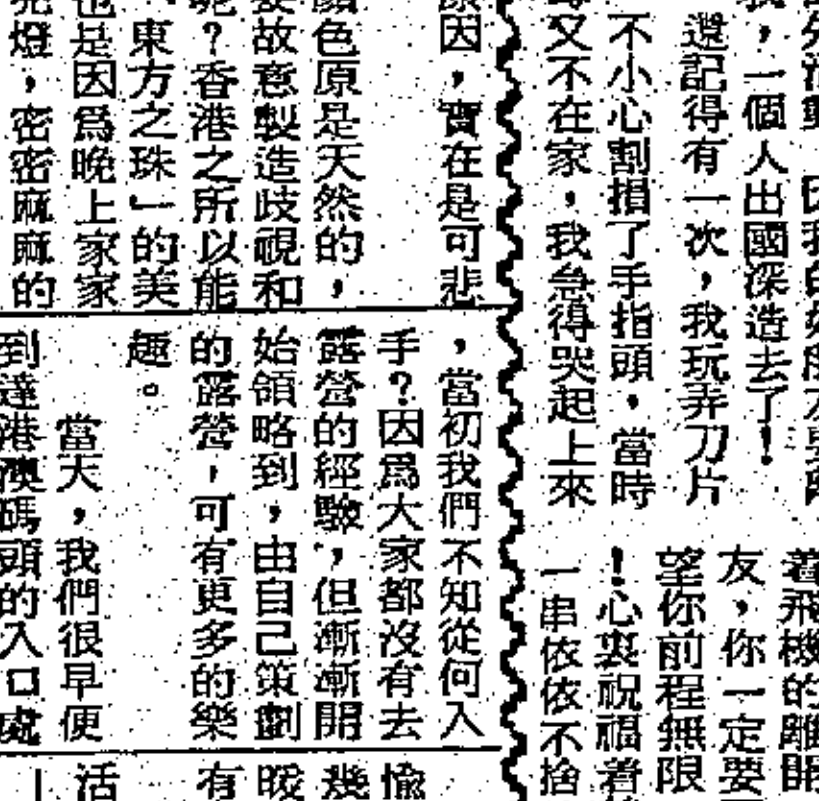 ，一個人出國深造去了！
還記得有一次，我玩弄刀片
不小心割損了手指頭，當時
又不在家，我急得哭起上來
着飛機的離開
友，你一定要
望你前程無限
！心裏祝福着
一串依依不捨
原因，實在是可悲
顏色原是天然的，
要故意製造歧視和
呢？香港之所以能
「東方之珠」的美
也是因爲晚上家家
亮燈，密密麻麻的
，當初我們不知從何入
手？因爲大家都沒有去
露營的經驗，但漸漸開
始領略到，由自己策劃
的露營，可有更多的樂
趣。
當天，我們很早便
到達港澳碼頭的入口處
愉
幾
暖
有
活